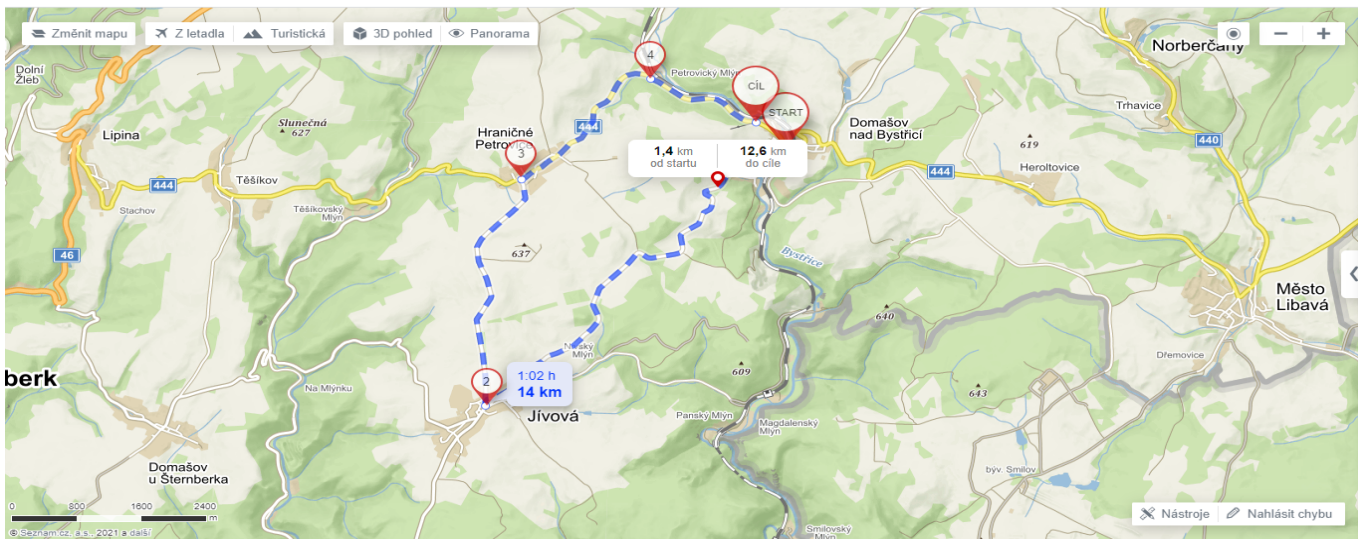 Změnit mapu
Z letadla
Turistická
3D pohled
Panorama
Norberčany
Dolní
Žleb
4
Petrovický Mlýn
CÍL
START
Trhavice
Slunečná
627
Lipina
Hraničné
Petrovice
444
Domašov
nad Bystřicí
440
619
3
1,4 km
od startu
12,6 km
do cíle
Heroltovice
444
Těšíkov
444
Stachov
Těšíkovský
Mlýn
46
637
Bystřice
Město
Libavá
640
Mlýn
Dřemovice
berk
Na Mlýnku
2
1:02 h
14 km
609
643
Jívová
Panský Mlýn
Magdalenský
Mlýn
Domašov
u Šternberka
býv. Smilov
0
800
1600
2400
m
Nástroje
Nahlásit chybu
Smilovský
Mlýn
© Seznam.cz, a.s., 2021 a další